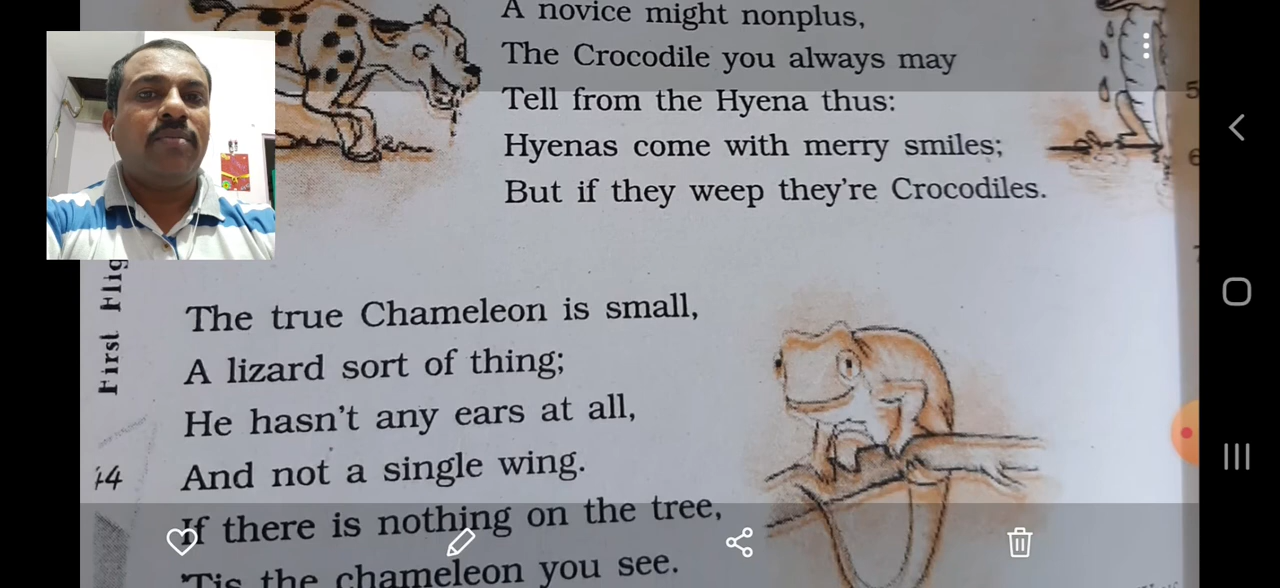 A novice might nonplus,
The Crocodile you always may
Tell from the Hyena thus:
Hyenas come with merry smiles;
But if they weep they're Crocodiles.
The true Chameleon is small,
A lizard sort of thing;
He hasn't any ears at all,
And not a single wing.
If there is nothing on the tree,
'Tis the chameleon you see.
First Flig
14
5
6